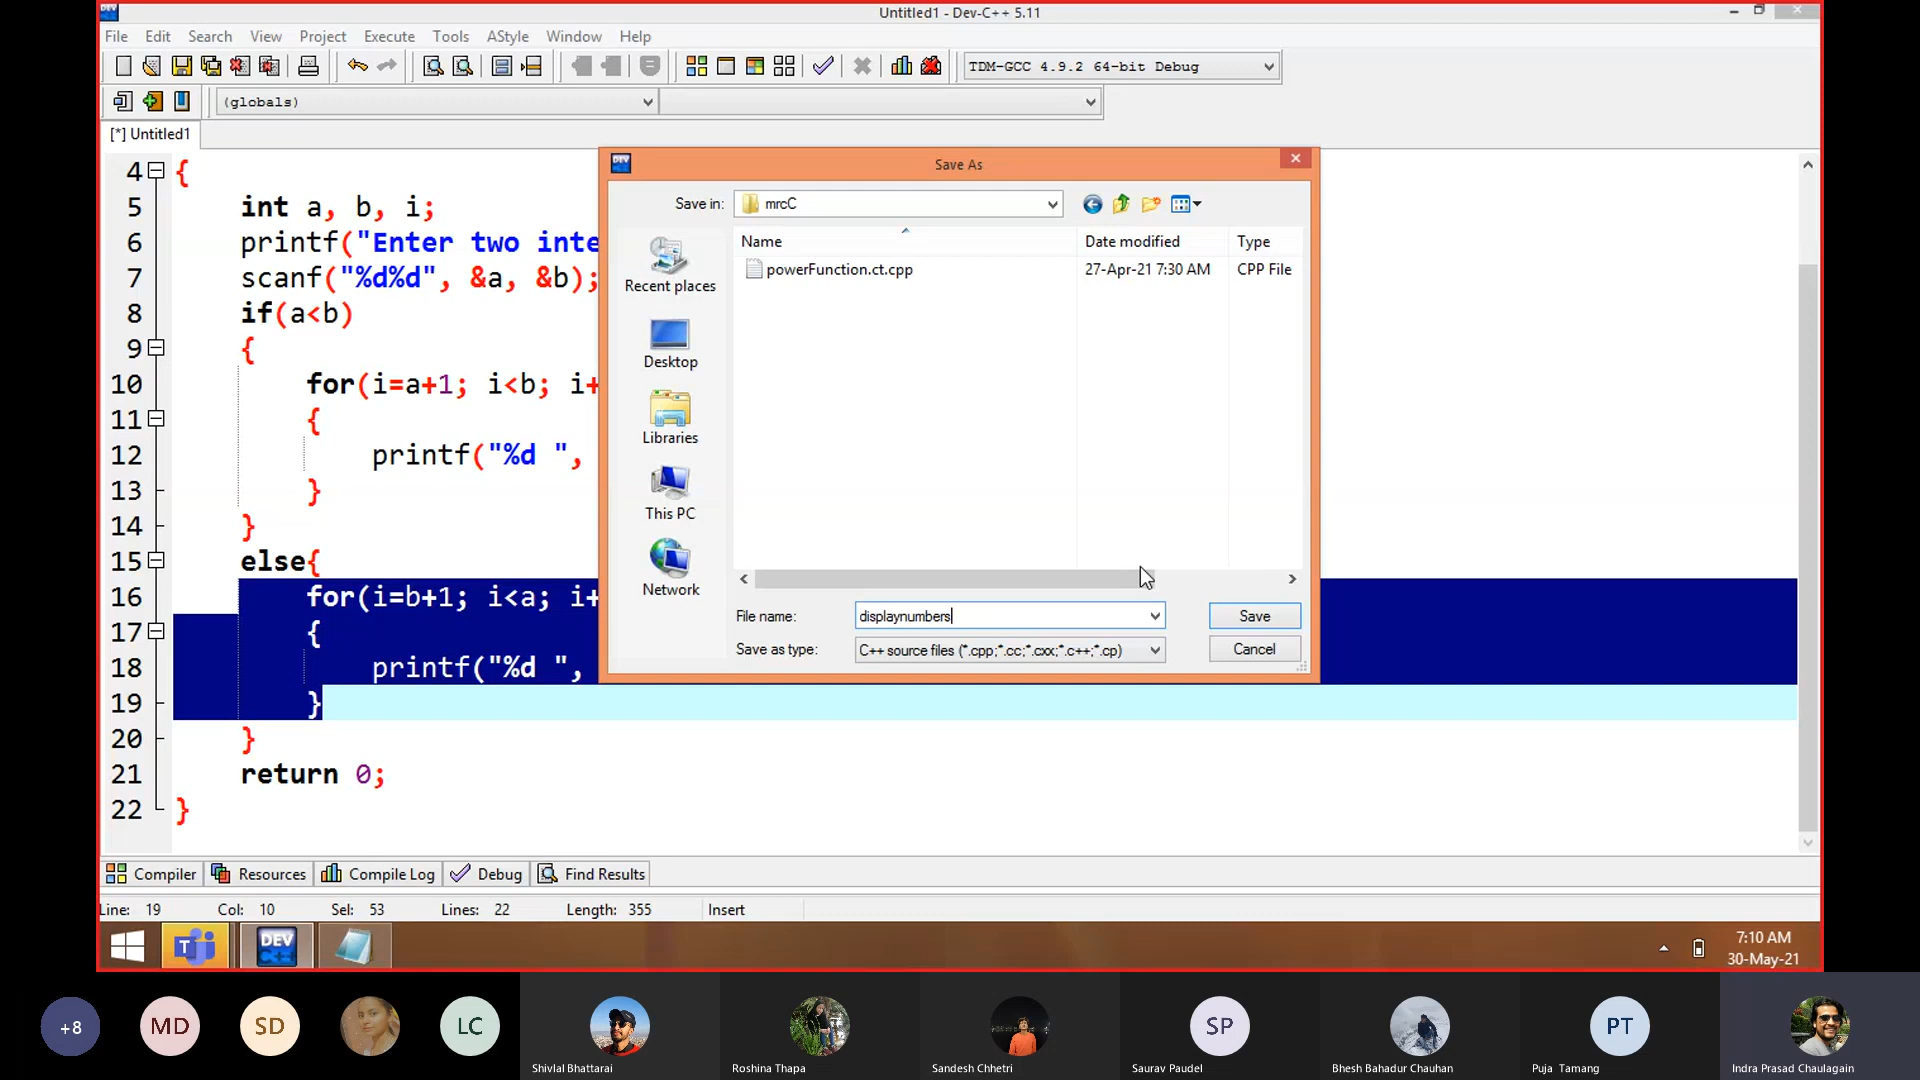 Untitled1 - Dev-C++ 5.11
File Edit Search View Project Execute Tools AStyle Window Help
TDM-GCC 4.9.2 64-bit Debug
(globals)
[*] Untitled1
4 {
5 int a, b, i;
6 printf("Enter two inte
7 scanf("%d%d", &a, &b);
8 if(a<b)
9 {
10 for(i=a+1; i<b; i+
11 {
12 printf("%d ",
13 }
14 }
15 else{
16 for(i=b+1; i<a; i+
17 {
18 printf("%d ",
19 }
20 }
21 return 0;
22 }
DEV
Save As
Save in: mrcC
Name Date modified Type
powerFunction.ct.cpp 27-Apr-21 7:30 AM CPP File
Recent places
Desktop
Libraries
This PC
Network
File name: displaynumbers Save
Save as type: C++ source files (*.cpp;*.cc;*.cxx;*.c++;*.cp) Cancel
Compiler Resources Compile Log Debug Find Results
Line: 19 Col: 10 Sel: 53 Lines: 22 Length: 355 Insert
T DEV C++
7:10 AM
30-May-21
+8 MD SD LC SP PT
Shivlal Bhattarai Roshina Thapa Sandesh Chhetri Saurav Paudel Bhesh Bahadur Chauhan Puja Tamang Indra Prasad Chaulagain